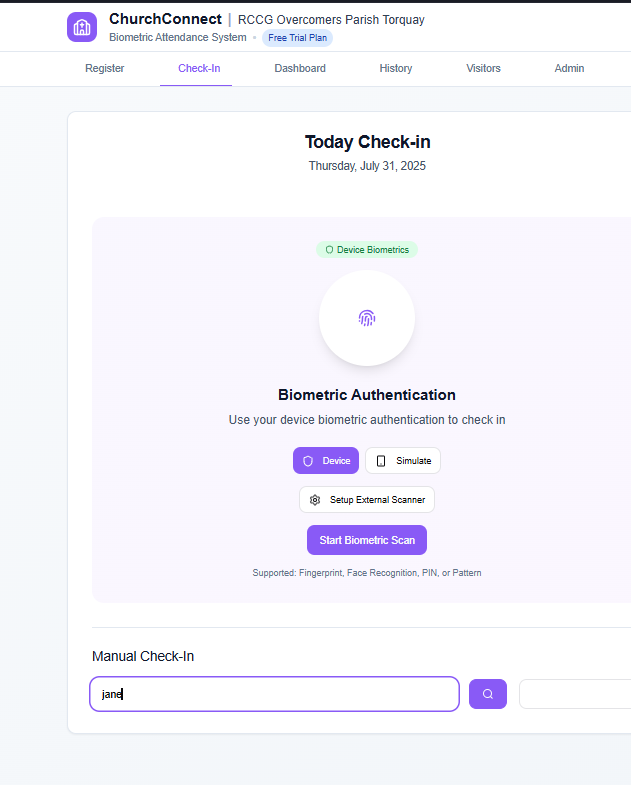 ChurchConnect | RCCG Overcomers Parish Torquay
Biometric Attendance System • Free Trial Plan
Register Check-In Dashboard History Visitors Admin
Today Check-in
Thursday, July 31, 2025
Device Biometrics
Biometric Authentication
Use your device biometric authentication to check in
Device Simulate
Setup External Scanner
Start Biometric Scan
Supported: Fingerprint, Face Recognition, PIN, or Pattern
Manual Check-In
jane